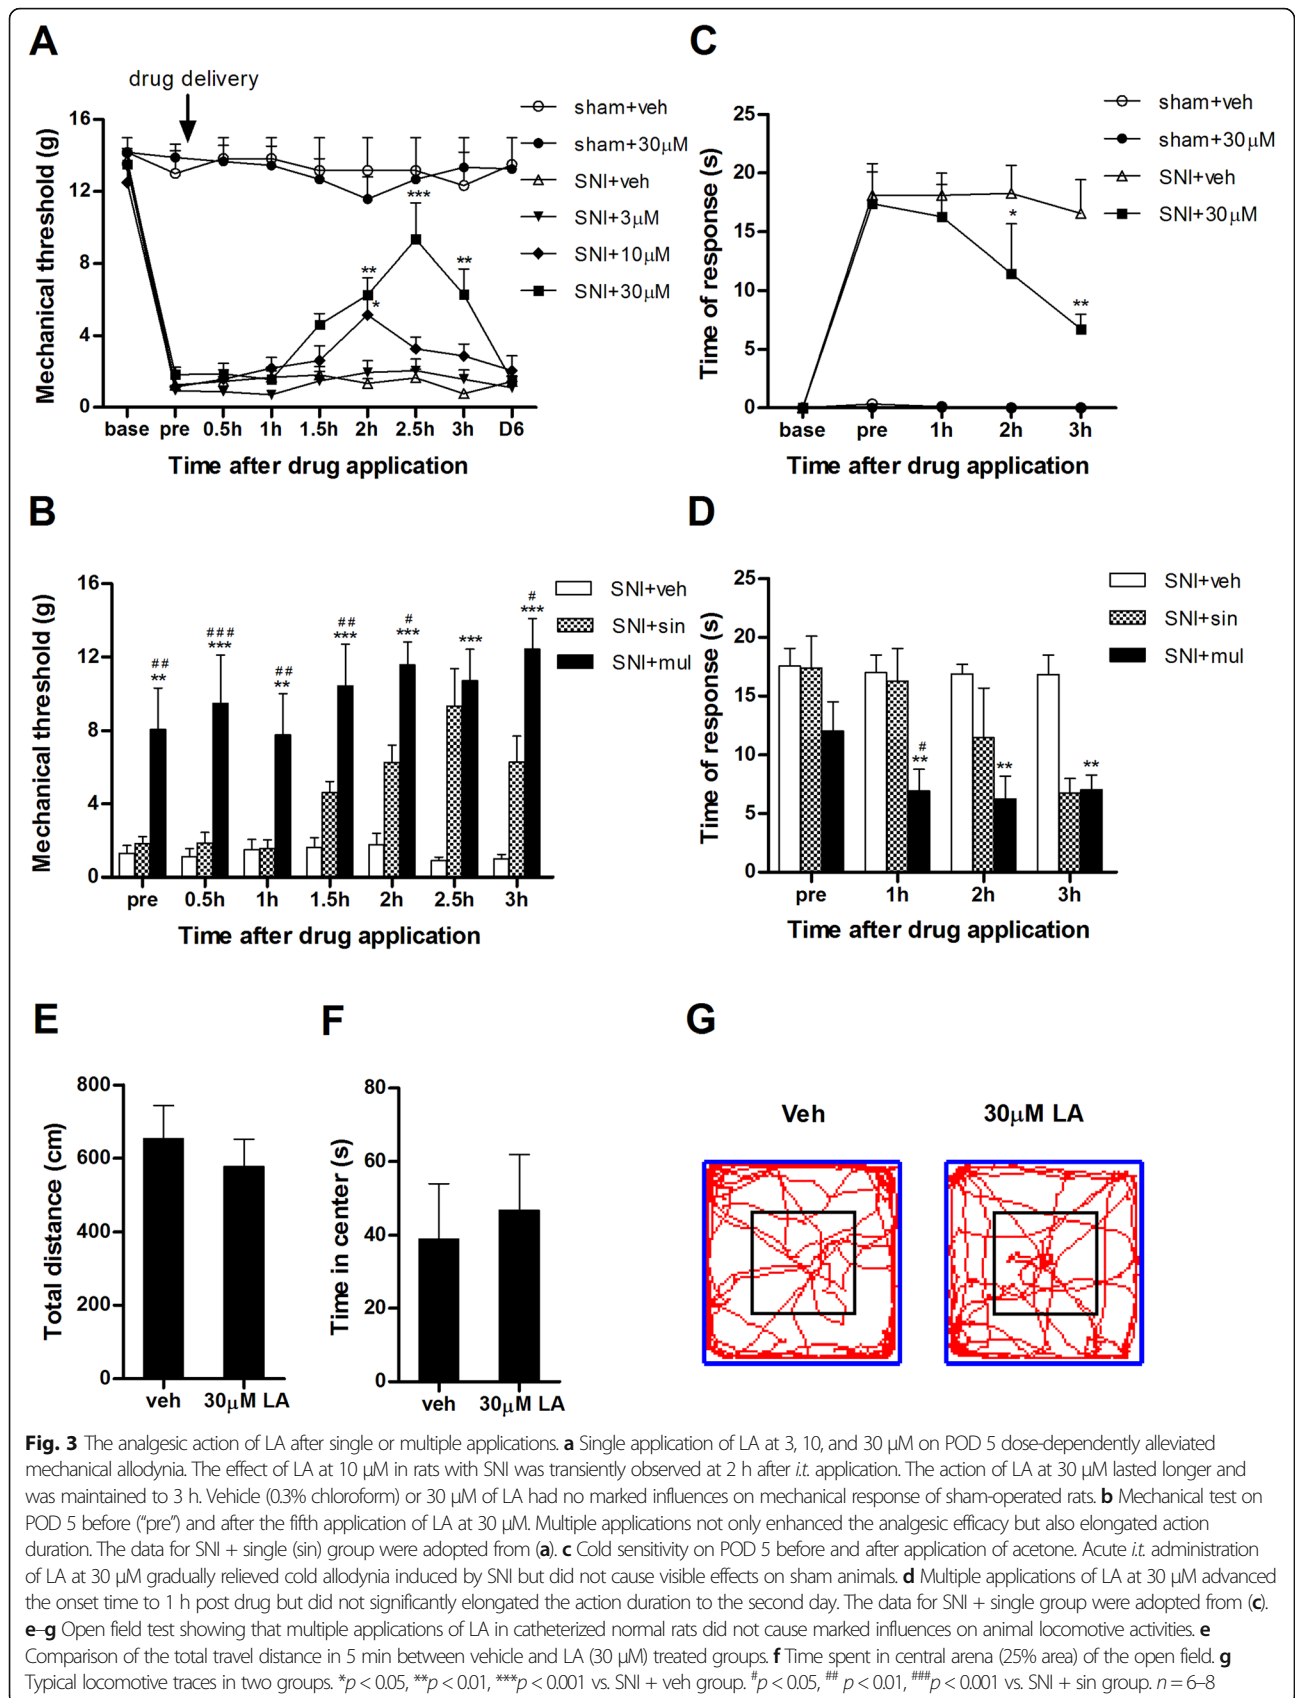 A
drug delivery
16
12
8
4
0
Mechanical threshold (g)
***
**
*
**
base pre 0.5h 1h 1.5h 2h 2.5h 3h D6
Time after drug application
sham+veh
sham+30μM
SNI+veh
SNI+3μM
SNI+10μM
SNI+30μM
C
25
20
15
10
5
0
Time of response (s)
*
**
base pre 1h 2h 3h
Time after drug application
sham+veh
sham+30μM
SNI+veh
SNI+30μM
B
16
12
8
4
0
Mechanical threshold (g)
## ### ## ## # #
** *** ** *** *** *** ***
pre 0.5h 1h 1.5h 2h 2.5h 3h
Time after drug application
SNI+veh
SNI+sin
SNI+mul
D
25
20
15
10
5
0
Time of response (s)
#
** ** **
pre 1h 2h 3h
Time after drug application
SNI+veh
SNI+sin
SNI+mul
E
800
600
400
200
0
Total distance (cm)
veh 30μM LA
F
80
60
40
20
0
Time in center (s)
veh 30μM LA
G
Veh 30μM LA
Fig. 3 The analgesic action of LA after single or multiple applications. a Single application of LA at 3, 10, and 30 μM on POD 5 dose-dependently alleviated
mechanical allodynia. The effect of LA at 10 μM in rats with SNI was transiently observed at 2 h after i.t. application. The action of LA at 30 μM lasted longer and
was maintained to 3 h. Vehicle (0.3% chloroform) or 30 μM of LA had no marked influences on mechanical response of sham-operated rats. b Mechanical test on
POD 5 before (“pre”) and after the fifth application of LA at 30 μM. Multiple applications not only enhanced the analgesic efficacy but also elongated action
duration. The data for SNI + single (sin) group were adopted from (a). c Cold sensitivity on POD 5 before and after application of acetone. Acute i.t. administration
of LA at 30 μM gradually relieved cold allodynia induced by SNI but did not cause visible effects on sham animals. d Multiple applications of LA at 30 μM advanced
the onset time to 1 h post drug but did not significantly elongated the action duration to the second day. The data for SNI + single group were adopted from (c).
e–g Open field test showing that multiple applications of LA in catheterized normal rats did not cause marked influences on animal locomotive activities. e
Comparison of the total travel distance in 5 min between vehicle and LA (30 μM) treated groups. f Time spent in central arena (25% area) of the open field. g
Typical locomotive traces in two groups. *p < 0.05, **p < 0.01, ***p < 0.001 vs. SNI + veh group. #p < 0.05, ## p < 0.01, ###p < 0.001 vs. SNI + sin group. n = 6–8